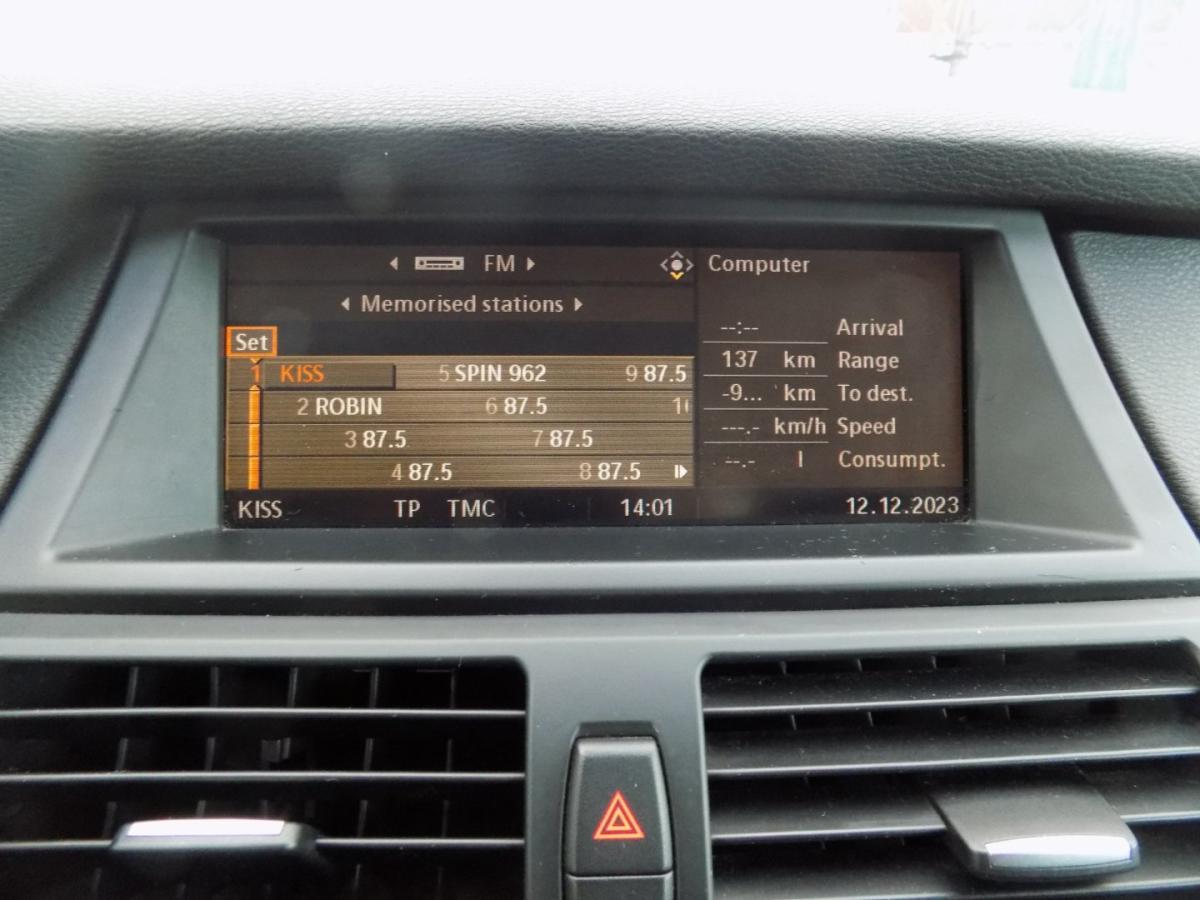 FM
Memorised stations
Set
1 KISS 5 SPIN 962 9 87.5
2 ROBIN 6 87.5
3 87.5 7 87.5
4 87.5 8 87.5
KISS TP TMC 14:01
Computer
--:-- Arrival
137 km Range
-9... km To dest.
---.- km/h Speed
--.- l Consumpt.
12.12.2023